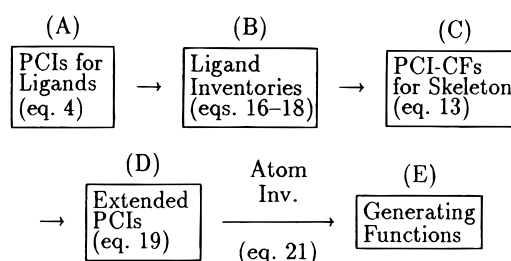 (A) (B) (C)
PCIs for Ligands (eq. 4) → Ligand Inventories (eqs. 16–18) → PCI-CFs for Skeleton (eq. 13)
(D) Atom Inv. (E)
→ Extended PCIs (eq. 19) → (eq. 21) Generating Functions